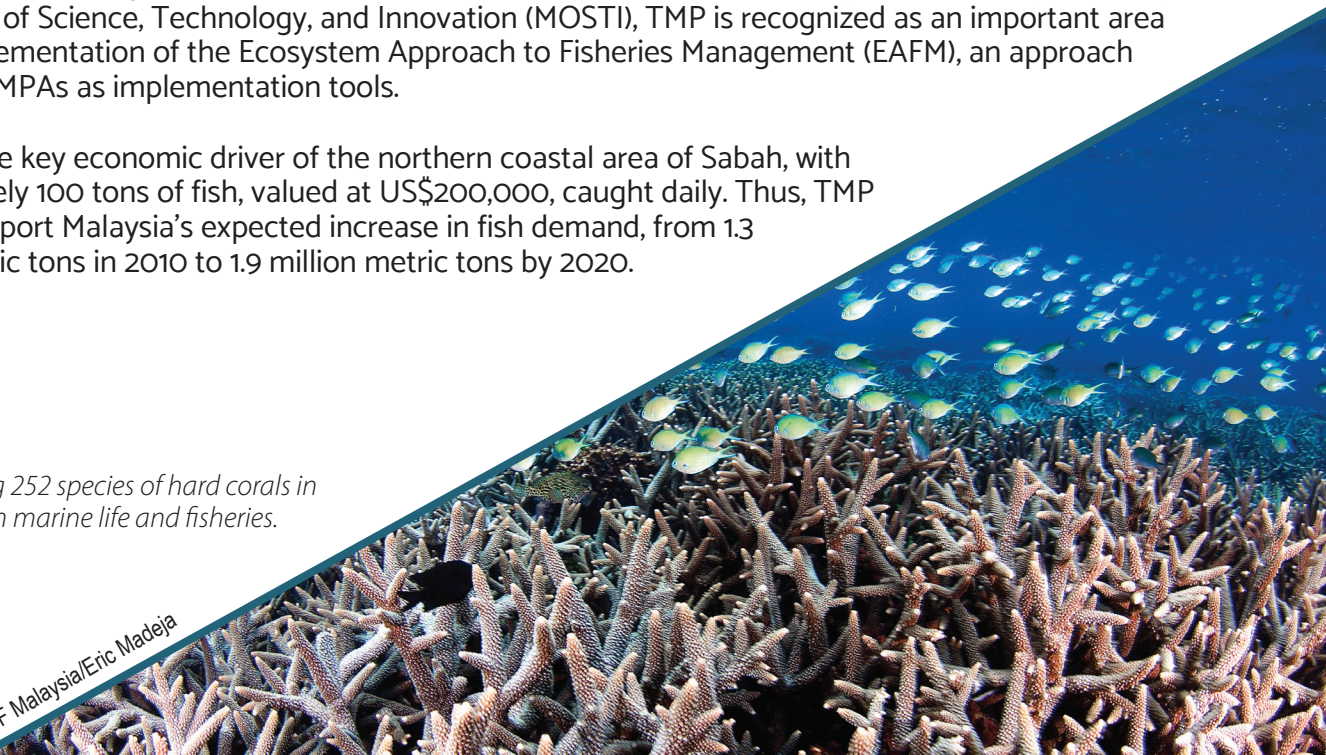 of Science, Technology, and Innovation (MOSTI), TMP is recognized as an important area
ementation of the Ecosystem Approach to Fisheries Management (EAFM), an approach
MPAs as implementation tools.
e key economic driver of the northern coastal area of Sabah, with
ely 100 tons of fish, valued at US$200,000, caught daily. Thus, TMP
port Malaysia's expected increase in fish demand, from 1.3
ic tons in 2010 to 1.9 million metric tons by 2020.
g 252 species of hard corals in
n marine life and fisheries.
F Malaysia/Eric Madeja